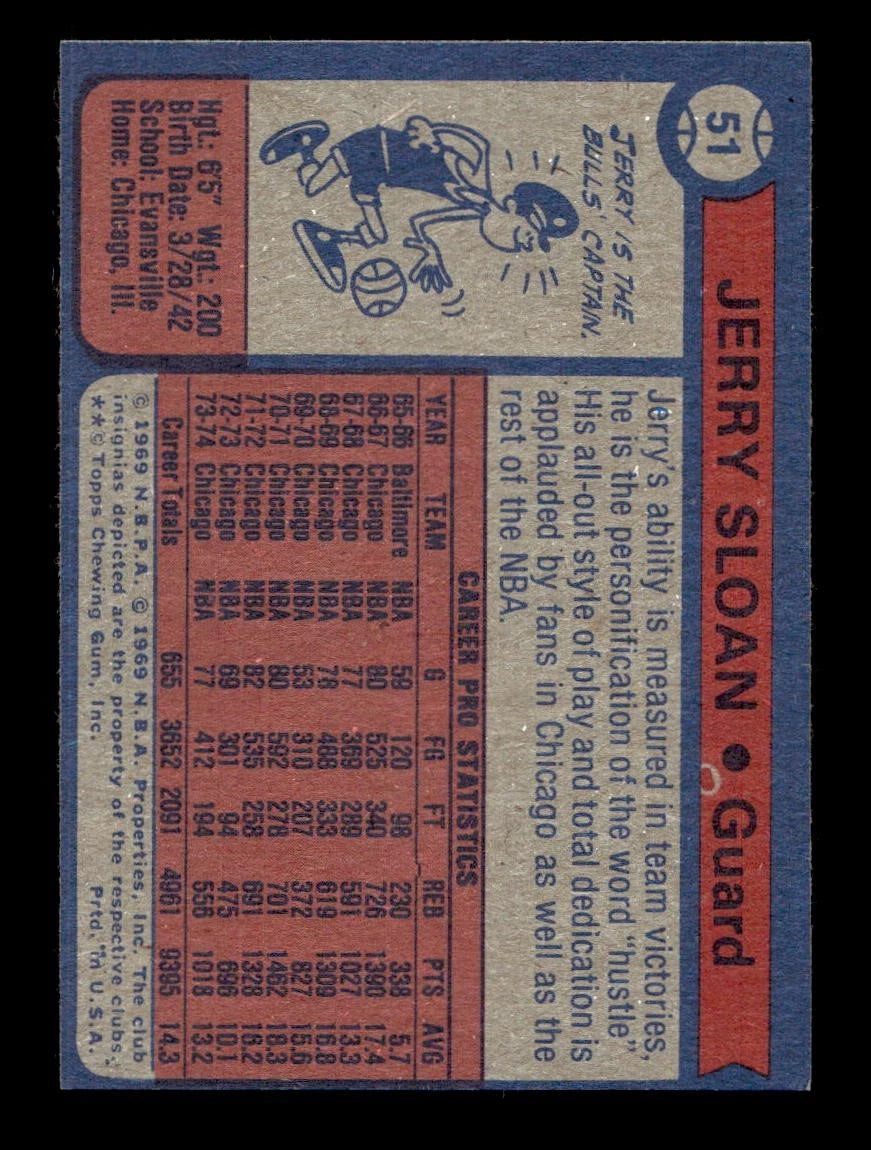 51
JERRY SLOAN • Guard
JERRY IS THE
BULLS' CAPTAIN.
Hgt.: 6'5" Wgt.: 200
Birth Date: 3/28/42
School: Evansville
Home: Chicago, Ill.
Jerry's ability is measured in team victories.
he is the personification of the word "hustle".
His all-out style of play and total dedication is
applauded by fans in Chicago as well as the
rest of the NBA.
CAREER PRO STATISTICS
YEAR TEAM G FG FT REB PTS AVG
65-66 Baltimore NBA 59 120 98 230 338 5.7
66-67 Chicago NBA 80 525 340 726 1390 17.4
67-68 Chicago NBA 77 369 289 591 1027 13.3
68-69 Chicago NBA 78 488 333 619 1309 16.8
69-70 Chicago NBA 53 310 207 372 827 15.6
70-71 Chicago NBA 80 592 278 701 1462 18.3
71-72 Chicago NBA 82 535 258 691 1328 16.2
72-73 Chicago NBA 69 301 94 475 696 10.1
73-74 Chicago NBA 77 412 194 556 1018 13.2
Career Totals 655 3652 2091 4961 9395 14.3
© 1969 N.B.P.A. © 1969 N.B.A. Properties, Inc. The club
insignias depicted are the property of the respective clubs.
**© Topps Chewing Gum, Inc. Prtd. in U.S.A.